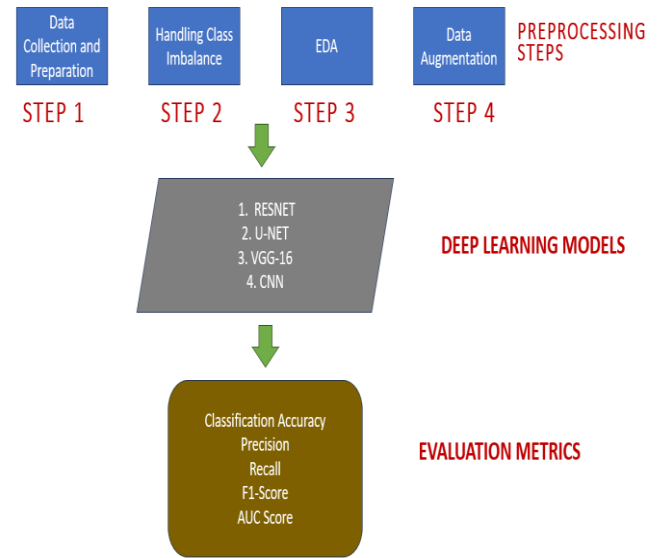 Data
Collection and
Preparation
Handling Class
Imbalance
EDA
Data
Augmentation
PREPROCESSING
STEPS
STEP 1
STEP 2
STEP 3
STEP 4
1. RESNET
2. U-NET
3. VGG-16
4. CNN
DEEP LEARNING MODELS
Classification Accuracy
Precision
Recall
F1-Score
AUC Score
EVALUATION METRICS